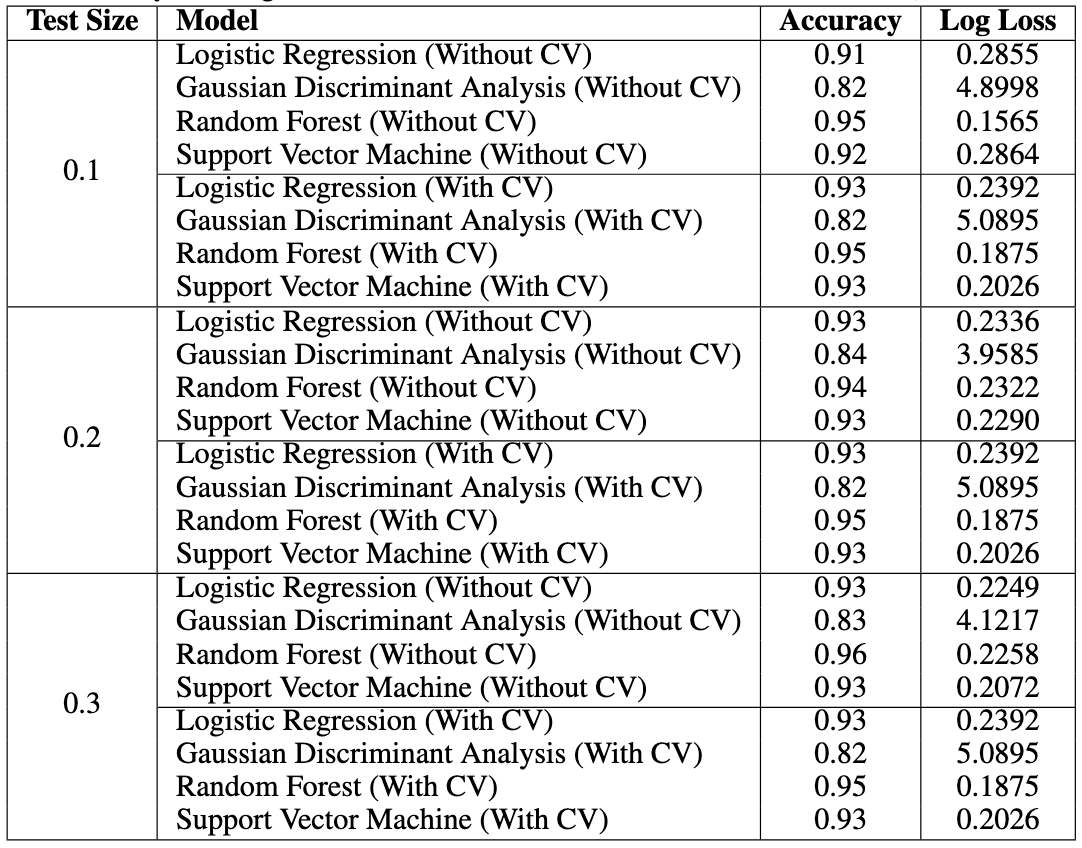 Test Size Model Accuracy Log Loss
Logistic Regression (Without CV) 0.91 0.2855
Gaussian Discriminant Analysis (Without CV) 0.82 4.8998
Random Forest (Without CV) 0.95 0.1565
Support Vector Machine (Without CV) 0.92 0.2864
0.1
Logistic Regression (With CV) 0.93 0.2392
Gaussian Discriminant Analysis (With CV) 0.82 5.0895
Random Forest (With CV) 0.95 0.1875
Support Vector Machine (With CV) 0.93 0.2026
Logistic Regression (Without CV) 0.93 0.2336
Gaussian Discriminant Analysis (Without CV) 0.84 3.9585
Random Forest (Without CV) 0.94 0.2322
Support Vector Machine (Without CV) 0.93 0.2290
0.2
Logistic Regression (With CV) 0.93 0.2392
Gaussian Discriminant Analysis (With CV) 0.82 5.0895
Random Forest (With CV) 0.95 0.1875
Support Vector Machine (With CV) 0.93 0.2026
Logistic Regression (Without CV) 0.93 0.2249
Gaussian Discriminant Analysis (Without CV) 0.83 4.1217
Random Forest (Without CV) 0.96 0.2258
Support Vector Machine (Without CV) 0.93 0.2072
0.3
Logistic Regression (With CV) 0.93 0.2392
Gaussian Discriminant Analysis (With CV) 0.82 5.0895
Random Forest (With CV) 0.95 0.1875
Support Vector Machine (With CV) 0.93 0.2026